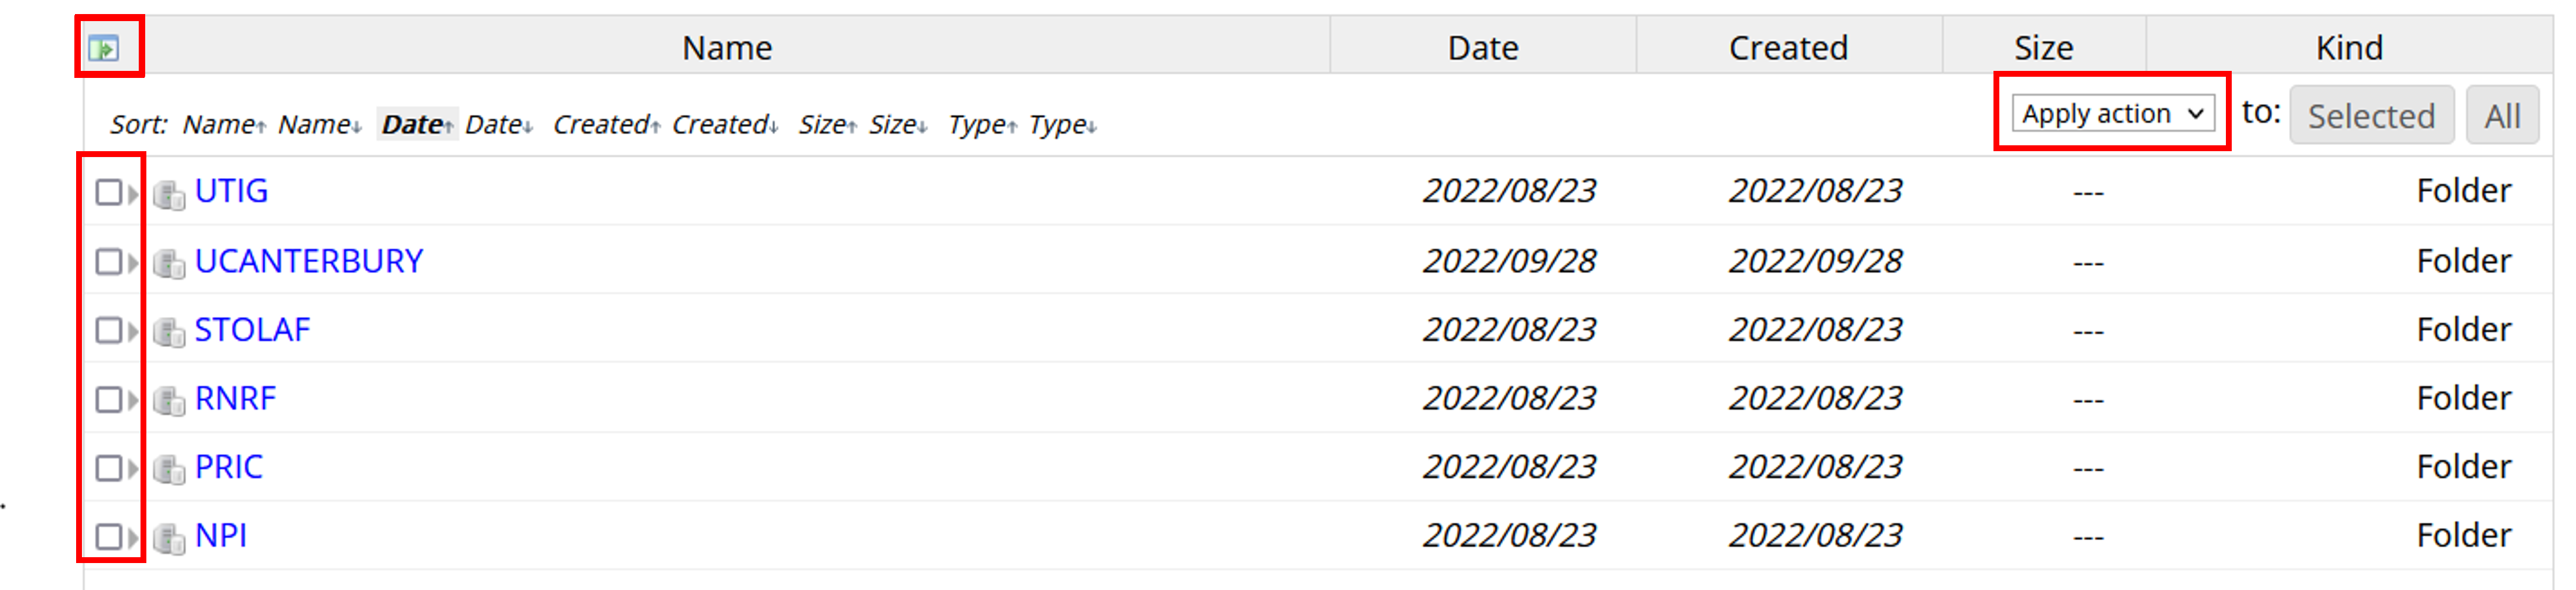 Name Date Created Size Kind
Sort: Name↑ Name↓ Date↑ Date↓ Created↑ Created↓ Size↑ Size↓ Type↑ Type↓ Apply action to: Selected All
UTIG 2022/08/23 2022/08/23 --- Folder
UCANTERBURY 2022/09/28 2022/09/28 --- Folder
STOLAF 2022/08/23 2022/08/23 --- Folder
RNRF 2022/08/23 2022/08/23 --- Folder
PRIC 2022/08/23 2022/08/23 --- Folder
NPI 2022/08/23 2022/08/23 --- Folder